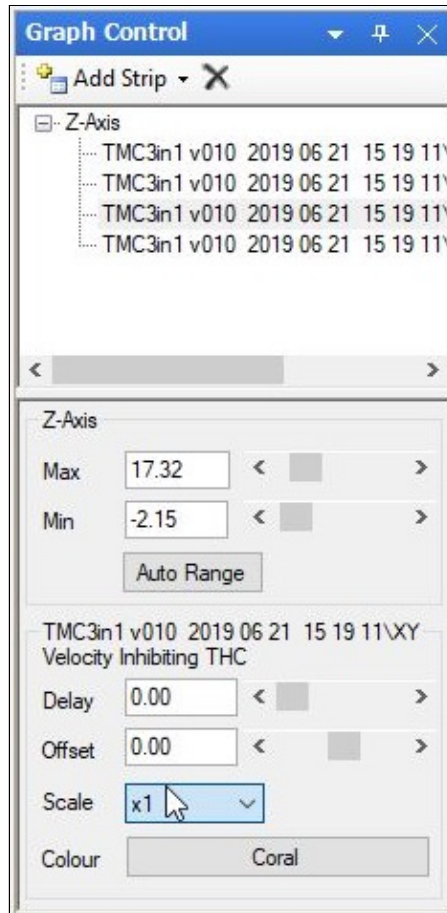 Graph Control
Add Strip
Z-Axis
TMC3in1 v010 2019 06 21 15 19 11\
TMC3in1 v010 2019 06 21 15 19 11\
TMC3in1 v010 2019 06 21 15 19 11\
TMC3in1 v010 2019 06 21 15 19 11\
Z-Axis
Max 17.32
Min -2.15
Auto Range
TMC3in1 v010 2019 06 21 15 19 11\XY
Velocity Inhibiting THC
Delay 0.00
Offset 0.00
Scale x1
Colour Coral